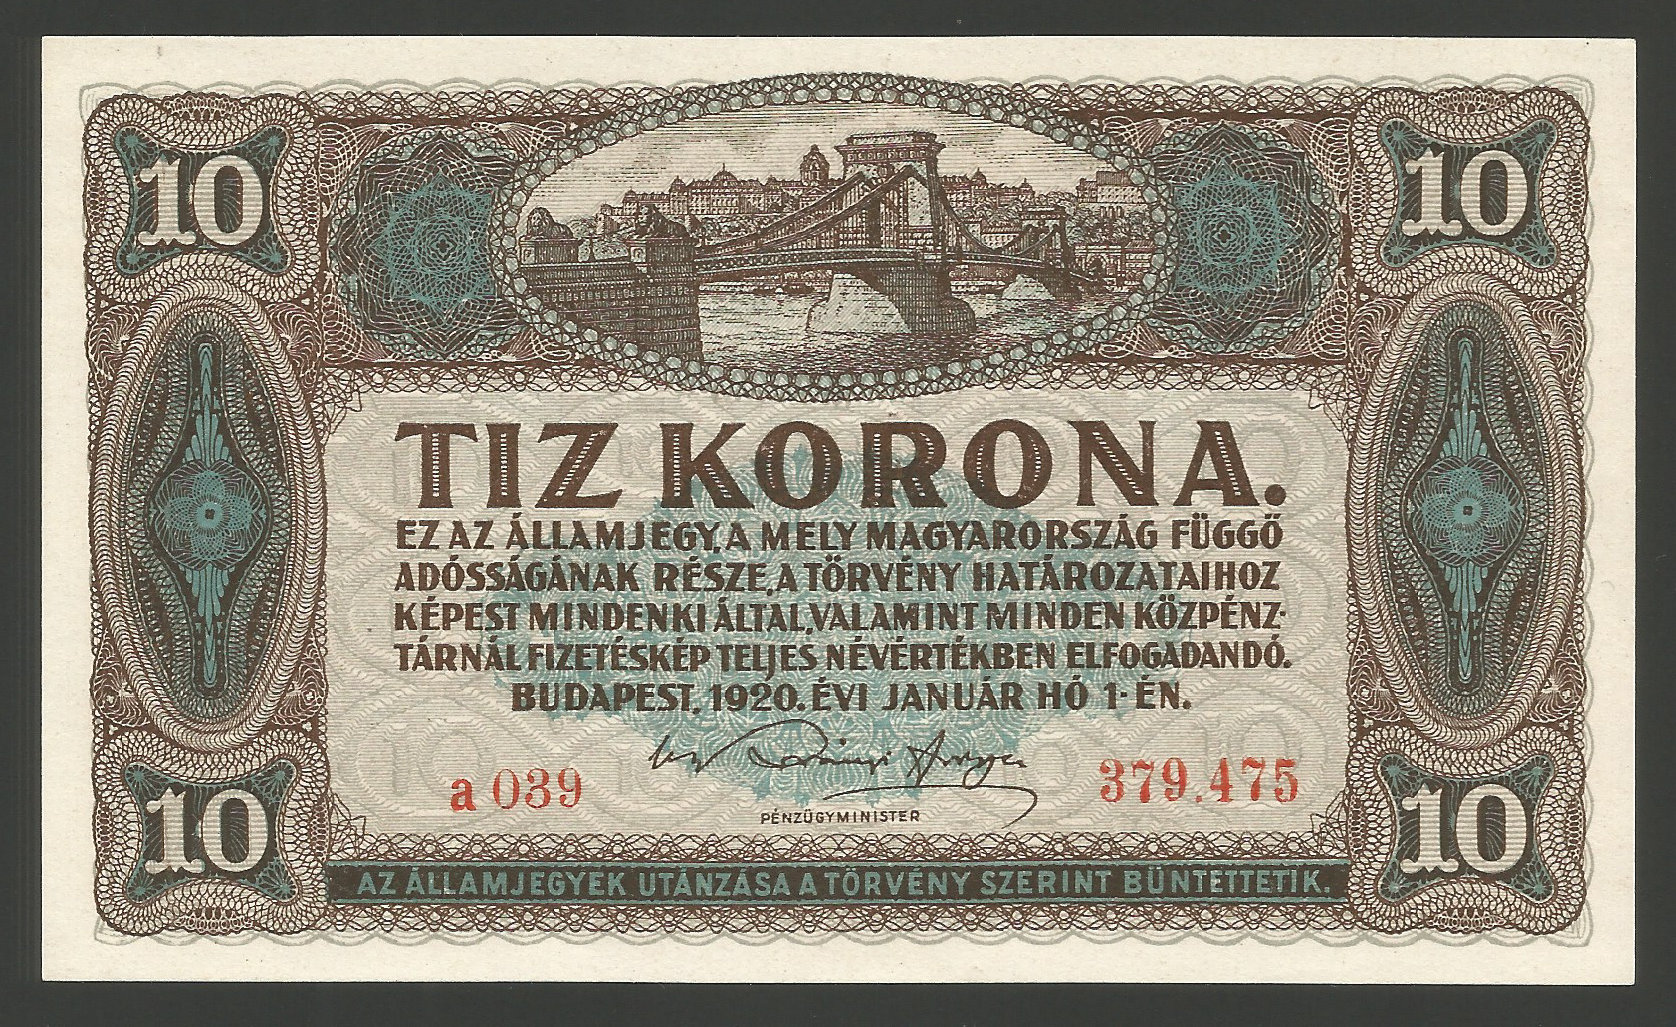 10 10
TIZ KORONA.
EZ AZ ÁLLAMJEGY, A MELY MAGYARORSZÁG FÜGGŐ
ADÓSSÁGÁNAK RÉSZE, A TÖRVÉNY HATÁROZATAIHOZ
KÉPEST MINDENKI ÁLTAL, VALAMINT MINDEN KÖZPÉNZ-
TÁRNÁL FIZETÉSKÉP TELJES NÉVÉRTÉKBEN ELFOGADANDÓ.
BUDAPEST, 1920. ÉVI JANUÁR HÓ 1-ÉN.
a 039 379.475
PÉNZÜGYMINISTER
10 10
AZ ÁLLAMJEGYEK UTÁNZÁSA A TÖRVÉNY SZERINT BÜNTETTETIK.